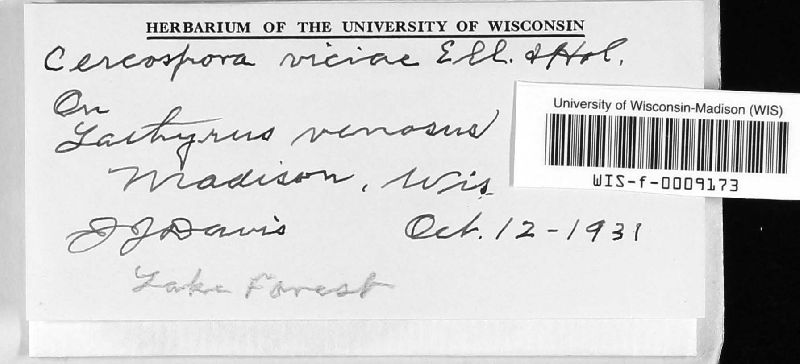 HERBARIUM OF THE UNIVERSITY OF WISCONSIN
Cercospora viciae Ell. & Hol.
On
Lathyrus venosus
Madison, Wis
JJDavis Oct. 12-1931
Lake Forest
University of Wisconsin-Madison (WIS)
WIS-f-0009173